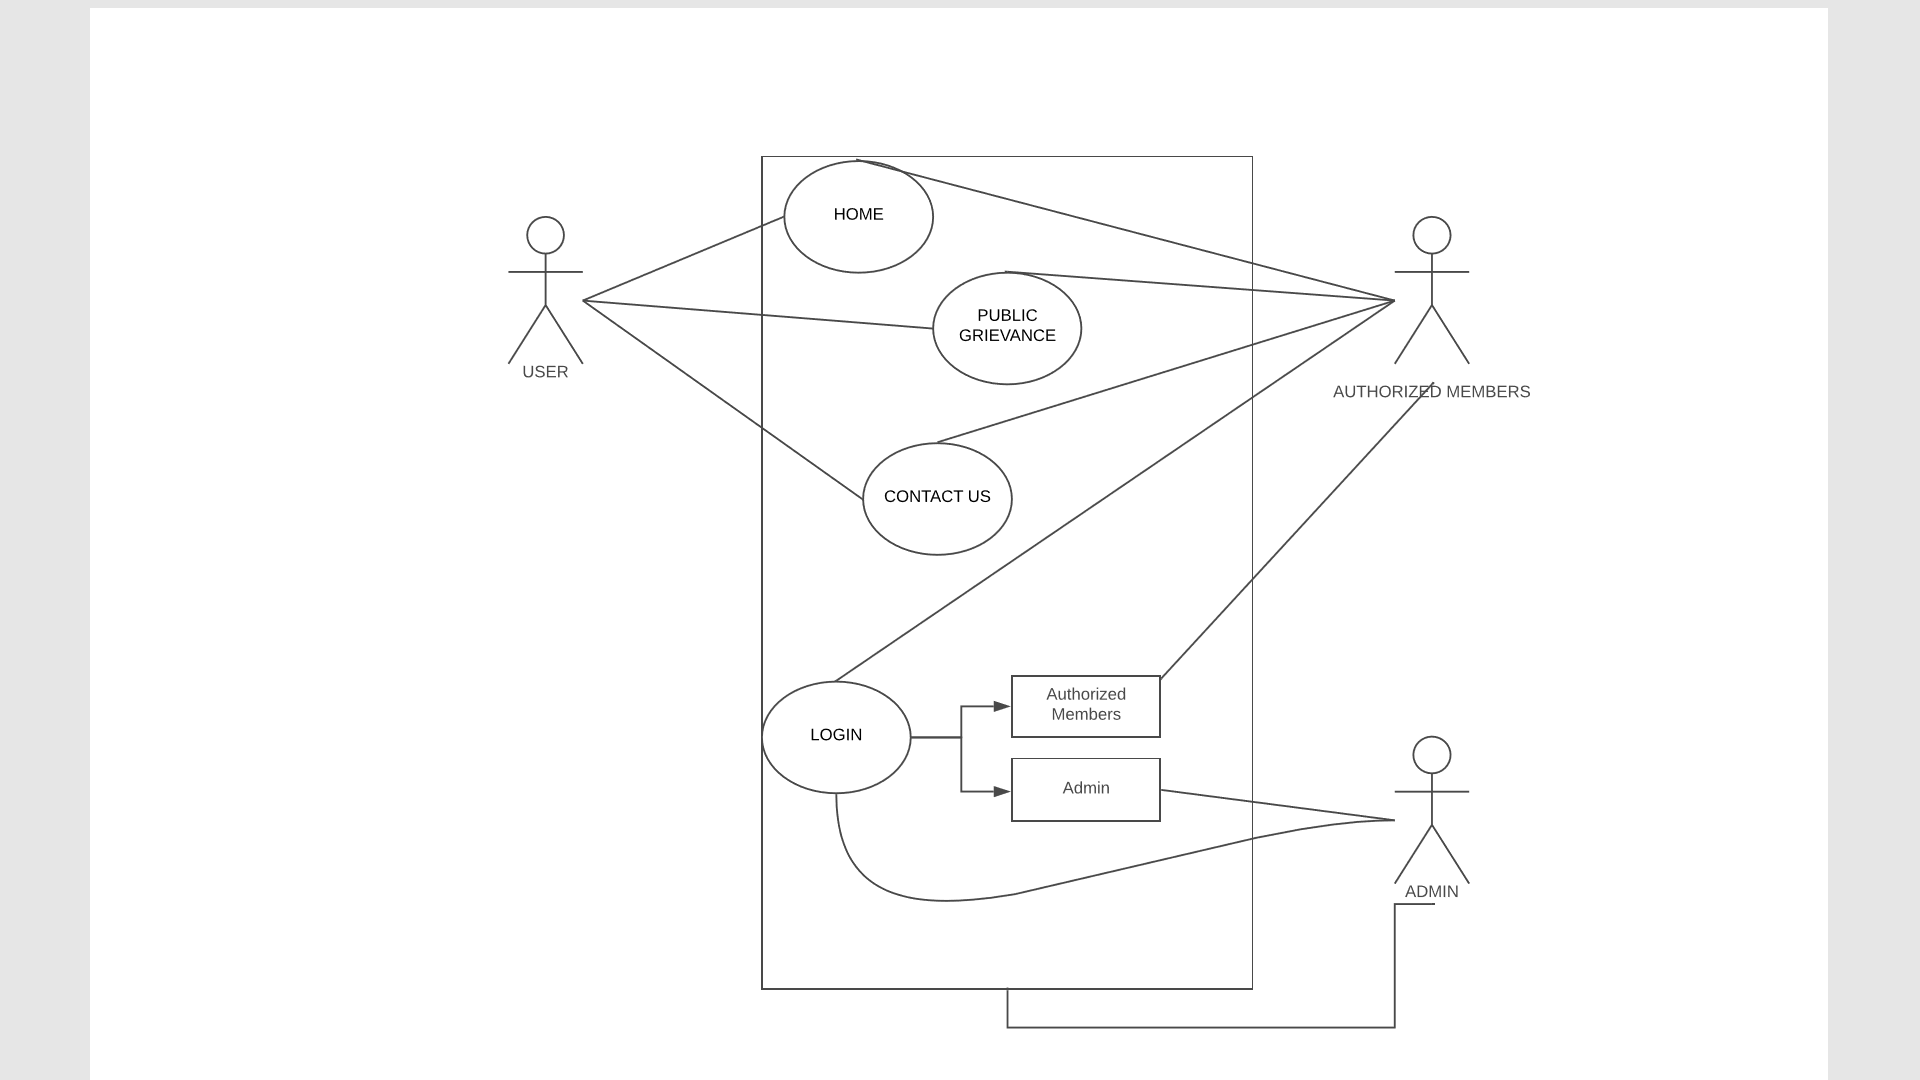 HOME
PUBLIC
GRIEVANCE
USER
AUTHORIZED MEMBERS
CONTACT US
Authorized
Members
LOGIN
Admin
ADMIN